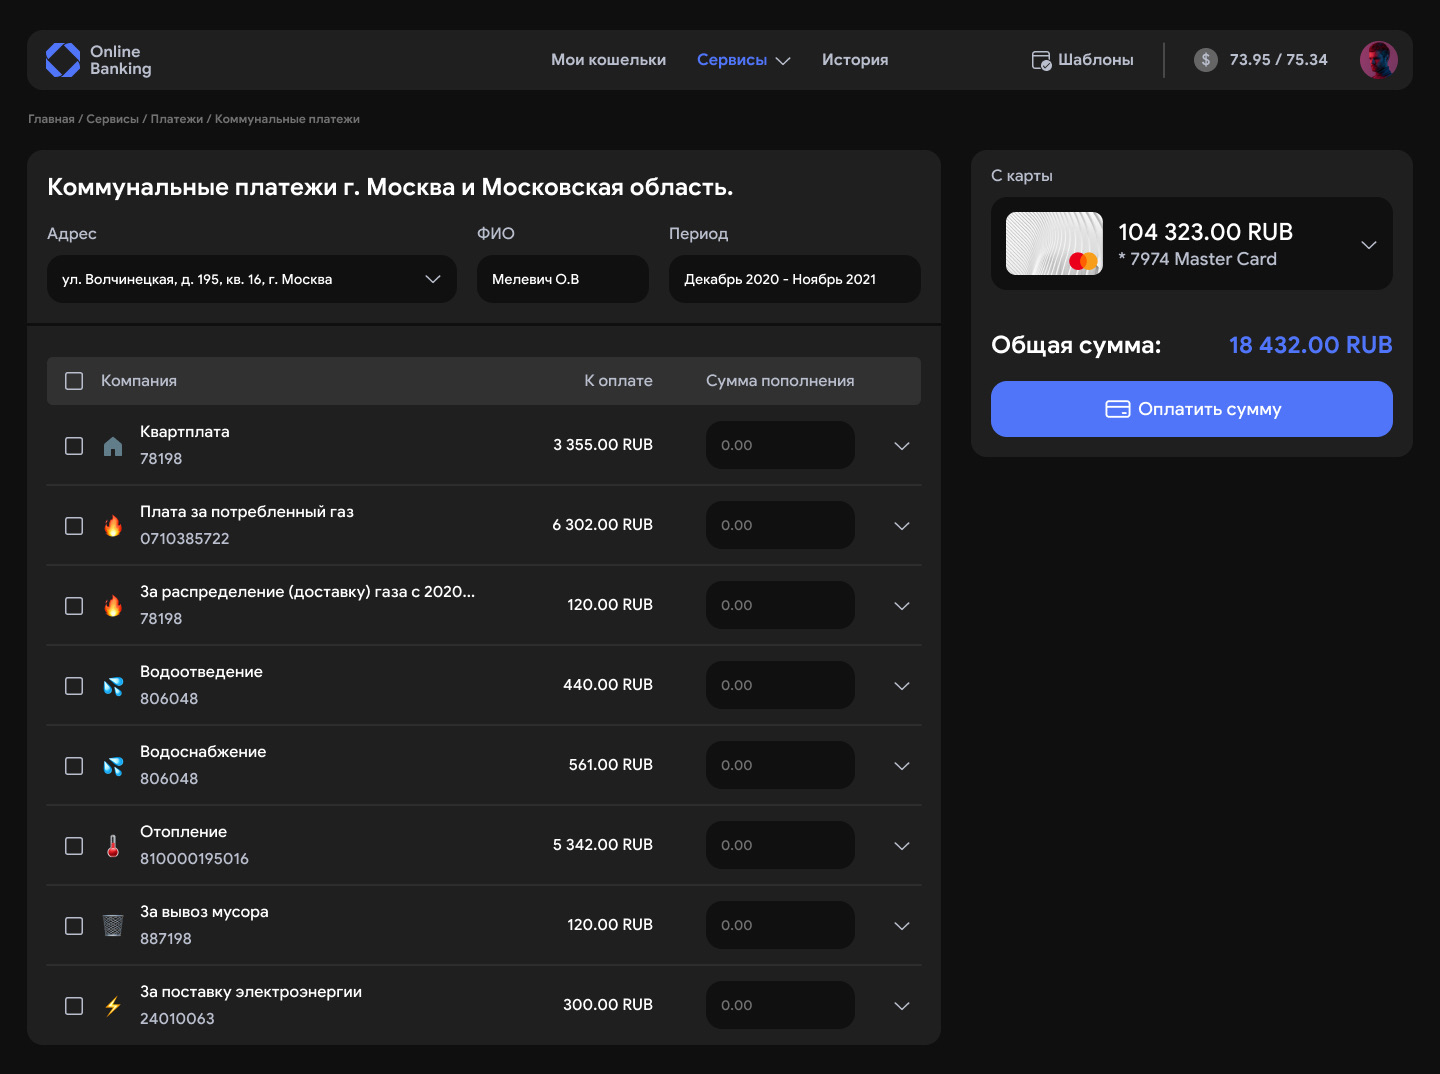 Online
Banking
Мои кошельки
Сервисы
История
Шаблоны
$
73.95 / 75.34
Главная / Сервисы / Платежи / Коммунальные платежи
Коммунальные платежи г. Москва и Московская область.
Адрес
ФИО
Период
ул. Волчинецкая, д. 195, кв. 16, г. Москва
Мелевич О.В
Декабрь 2020 - Ноябрь 2021
Компания
К оплате
Сумма пополнения
Квартплата
78198
3 355.00 RUB
0.00
Плата за потребленный газ
0710385722
6 302.00 RUB
0.00
За распределение (доставку) газа с 2020...
78198
120.00 RUB
0.00
Водоотведение
806048
440.00 RUB
0.00
Водоснабжение
806048
561.00 RUB
0.00
Отопление
810000195016
5 342.00 RUB
0.00
За вывоз мусора
887198
120.00 RUB
0.00
За поставку электроэнергии
24010063
300.00 RUB
0.00
С карты
104 323.00 RUB
* 7974 Master Card
Общая сумма:
18 432.00 RUB
Оплатить сумму